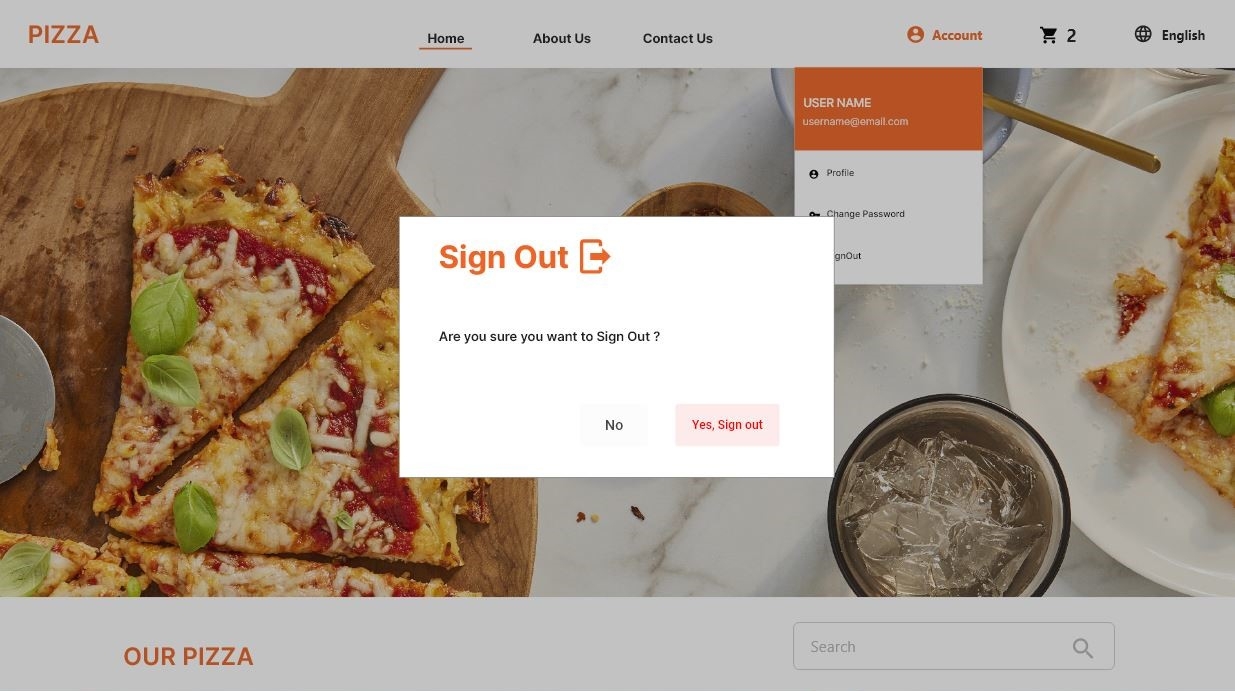 PIZZA
Home
About Us
Contact Us
Account
2
English
USER NAME
username@email.com
Profile
Change Password
gnOut
Sign Out
Are you sure you want to Sign Out ?
No
Yes, Sign out
OUR PIZZA
Search